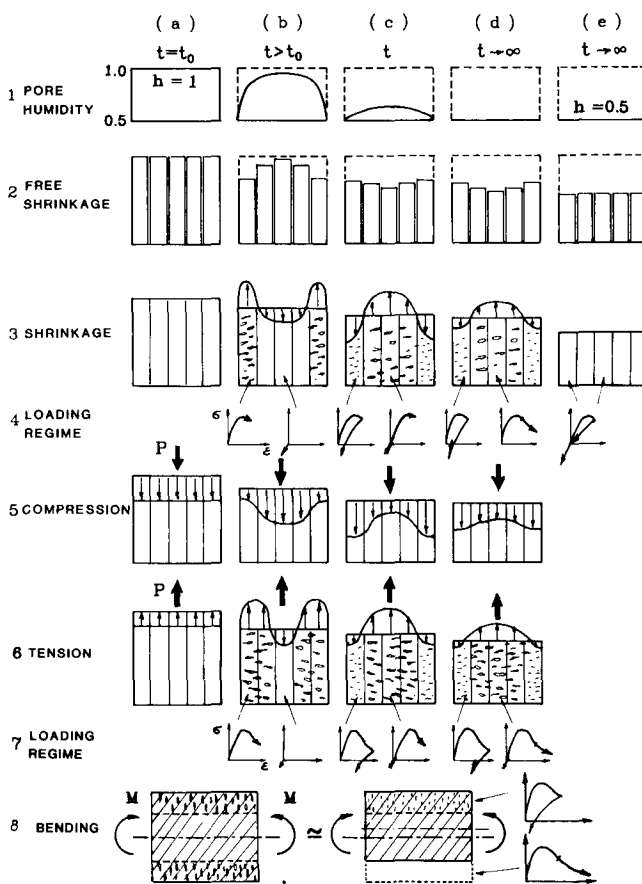 ( a ) ( b ) ( c ) ( d ) ( e )
t=t₀ t>t₀ t t→∞ t→∞
1 PORE HUMIDITY
1.0
0.5
h = 1
h = 0.5
2 FREE SHRINKAGE
3 SHRINKAGE
4 LOADING REGIME
σ
ε
P
5 COMPRESSION
P
6 TENSION
7 LOADING REGIME
σ
ε
8 BENDING
M M ≃